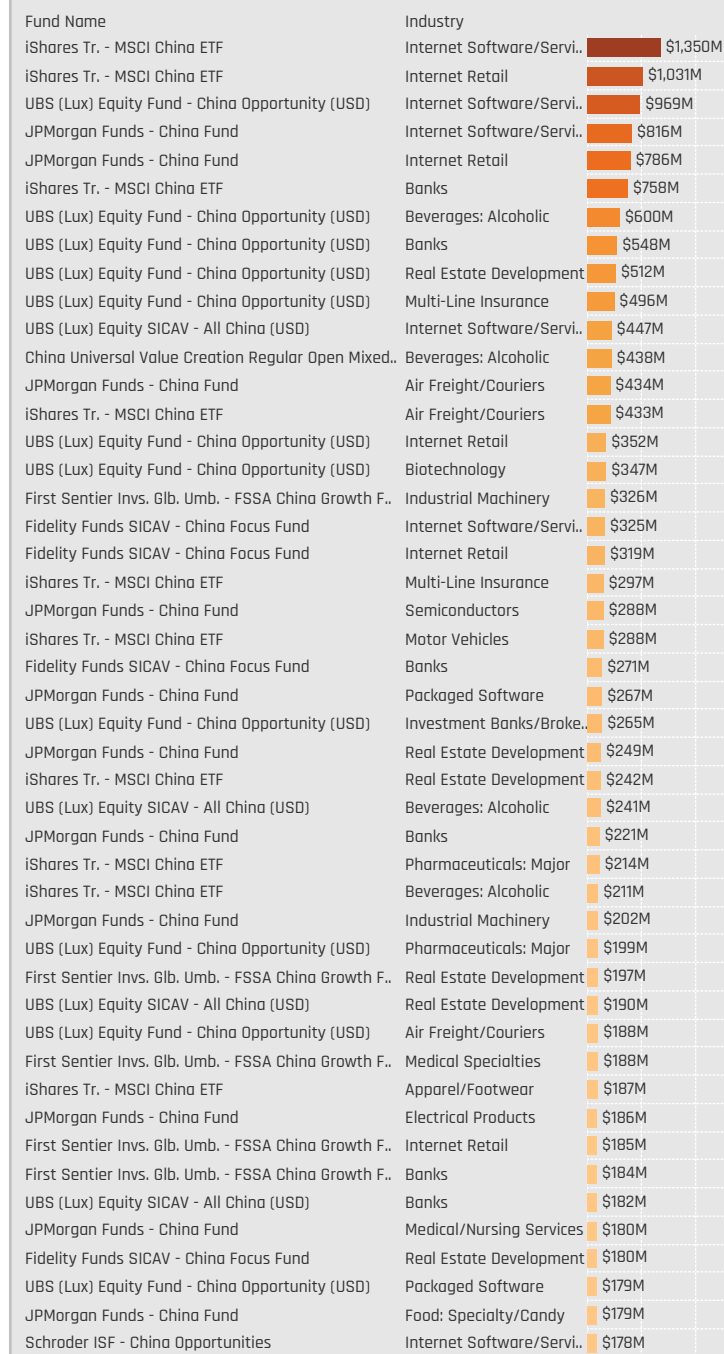 Fund Name Industry
iShares Tr. - MSCI China ETF Internet Software/Servi.. $1,350M
iShares Tr. - MSCI China ETF Internet Retail $1,031M
UBS (Lux) Equity Fund - China Opportunity (USD) Internet Software/Servi.. $969M
JPMorgan Funds - China Fund Internet Software/Servi.. $816M
JPMorgan Funds - China Fund Internet Retail $786M
iShares Tr. - MSCI China ETF Banks $758M
UBS (Lux) Equity Fund - China Opportunity (USD) Beverages: Alcoholic $600M
UBS (Lux) Equity Fund - China Opportunity (USD) Banks $548M
UBS (Lux) Equity Fund - China Opportunity (USD) Real Estate Development $512M
UBS (Lux) Equity Fund - China Opportunity (USD) Multi-Line Insurance $496M
UBS (Lux) Equity SICAV - All China (USD) Internet Software/Servi.. $447M
China Universal Value Creation Regular Open Mixed.. Beverages: Alcoholic $438M
JPMorgan Funds - China Fund Air Freight/Couriers $434M
iShares Tr. - MSCI China ETF Air Freight/Couriers $433M
UBS (Lux) Equity Fund - China Opportunity (USD) Internet Retail $352M
UBS (Lux) Equity Fund - China Opportunity (USD) Biotechnology $347M
First Sentier Invs. Glb. Umb. - FSSA China Growth F.. Industrial Machinery $326M
Fidelity Funds SICAV - China Focus Fund Internet Software/Servi.. $325M
Fidelity Funds SICAV - China Focus Fund Internet Retail $319M
iShares Tr. - MSCI China ETF Multi-Line Insurance $297M
JPMorgan Funds - China Fund Semiconductors $288M
iShares Tr. - MSCI China ETF Motor Vehicles $288M
Fidelity Funds SICAV - China Focus Fund Banks $271M
JPMorgan Funds - China Fund Packaged Software $267M
UBS (Lux) Equity Fund - China Opportunity (USD) Investment Banks/Broke.. $265M
JPMorgan Funds - China Fund Real Estate Development $249M
iShares Tr. - MSCI China ETF Real Estate Development $242M
UBS (Lux) Equity SICAV - All China (USD) Beverages: Alcoholic $241M
JPMorgan Funds - China Fund Banks $221M
iShares Tr. - MSCI China ETF Pharmaceuticals: Major $214M
iShares Tr. - MSCI China ETF Beverages: Alcoholic $211M
JPMorgan Funds - China Fund Industrial Machinery $202M
UBS (Lux) Equity Fund - China Opportunity (USD) Pharmaceuticals: Major $199M
First Sentier Invs. Glb. Umb. - FSSA China Growth F.. Real Estate Development $197M
UBS (Lux) Equity SICAV - All China (USD) Real Estate Development $190M
UBS (Lux) Equity Fund - China Opportunity (USD) Air Freight/Couriers $188M
First Sentier Invs. Glb. Umb. - FSSA China Growth F.. Medical Specialties $188M
iShares Tr. - MSCI China ETF Apparel/Footwear $187M
JPMorgan Funds - China Fund Electrical Products $186M
First Sentier Invs. Glb. Umb. - FSSA China Growth F.. Internet Retail $185M
First Sentier Invs. Glb. Umb. - FSSA China Growth F.. Banks $184M
UBS (Lux) Equity SICAV - All China (USD) Banks $182M
JPMorgan Funds - China Fund Medical/Nursing Services $180M
Fidelity Funds SICAV - China Focus Fund Real Estate Development $180M
UBS (Lux) Equity Fund - China Opportunity (USD) Packaged Software $179M
JPMorgan Funds - China Fund Food: Specialty/Candy $179M
Schroder ISF - China Opportunities Internet Software/Servi.. $178M